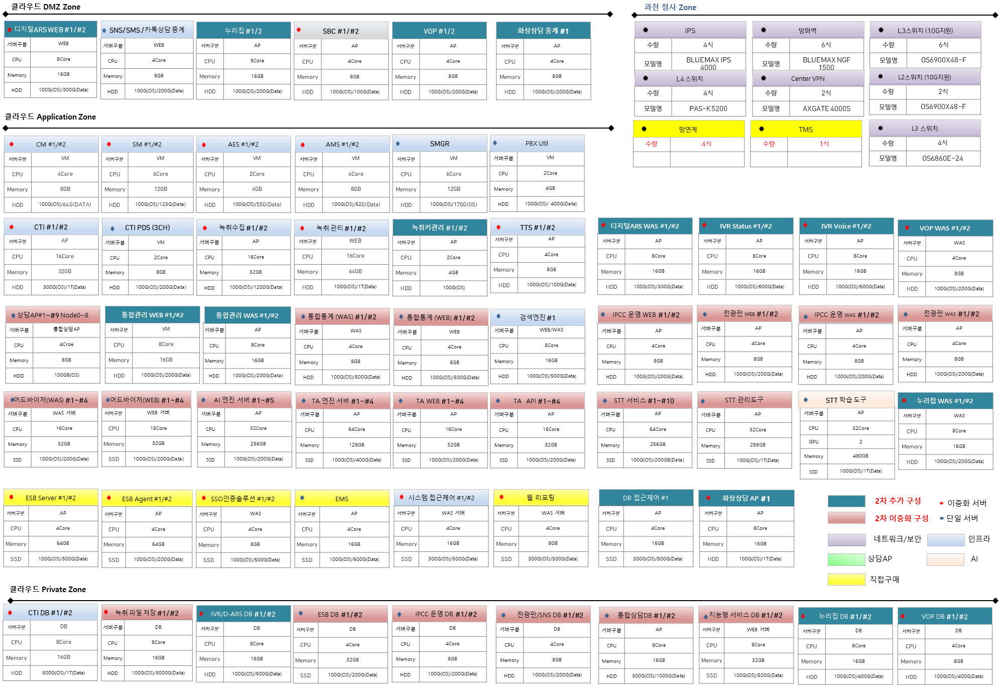 클라우드 DMZ Zone
디지털ARS WEB #1/#2
서버구분 WEB
CPU 8Core
Memory 16GB
HDD 100G(OS)/300G(Data)
SNS/SMS/카톡상담 중계
서버구분 WEB
CPU 4Core
Memory 8GB
HDD 100G(OS)/200G(Data)
누리집 #1/2
서버구분 AP
CPU 8Core
Memory 16GB
HDD 100G(OS)/200G(Data)
SBC #1/#2
서버구분 AP
CPU 4Core
Memory 8GB
HDD 100G(OS)/100G(Data)
VOP #1/2
서버구분 AP
CPU 4Core
Memory 8GB
HDD 100G(OS)/200G(Data)
화상상담 중계 #1
서버구분 AP
CPU 4Core
Memory 8GB
HDD 100G(OS)/200G(Data)
과천 청사 Zone
IPS
수량 4식
모델명 BLUEMAX IPS
4000
방화벽
수량 6식
모델명 BLUEMAX NGF
1500
L3스위치 (10G지원)
수량 6식
모델명 OS6900X48-F
L4 스위치
수량 4식
모델명 PAS-K5200
Center VPN
수량 2식
모델명 AXGATE 4000S
L2스위치 (10G지원)
수량 2식
모델명 OS6900X48-F
망연계
수량 4식
TMS
수량 1식
L3 스위치
수량 4식
모델명 OS6860E-24
클라우드 Application Zone
CM #1/#2
서버구분 VM
CPU 4Core
Memory 8GB
HDD 100G(OS)/64G(DATA)
SM #1/#2
서버구분 VM
CPU 6Core
Memory 12GB
HDD 100G(OS)/123G(Data)
AES #1/#2
서버구분 VM
CPU 2Core
Memory 4GB
HDD 100G(OS)/55G(Data)
AMS #1/#2
서버구분 VM
CPU 4Core
Memory 8GB
HDD 100G(OS)/52G(Data)
SMGR
서버구분 VM
CPU 6Core
Memory 12GB
HDD 100G(OS)/170G(OS)
PBX Util
서버구분 VM
CPU 2Core
Memory 4GB
HDD 100G(OS)/ 400G(Data)
CTI #1/#2
서버구분 AP
CPU 16Core
Memory 32GB
HDD 300G(OS)/1T(Data)
CTI PDS (3CH)
서버구분 VM
CPU 2Core
Memory 8GB
HDD 100G(OS)/200G(Data)
녹취수집 #1/#2
서버구분 AP
CPU 16Core
Memory 32GB
HDD 100G(OS)/1200G(Data)
녹취 관리 #1/#2
서버구분 WEB
CPU 16Core
Memory 64GB
HDD 100G(OS)/1T(Data)
녹취키관리 #1/#2
서버구분 AP
CPU 2Core
Memory 4GB
HDD 100G(OS)
TTS #1/#2
서버구분 AP
CPU 4Core
Memory 8GB
HDD 100G(OS)/100G(Data)
디지털ARS WAS #1/#2
서버구분 AP
CPU 8Core
Memory 16GB
HDD 100G(OS)/300G(Data)
IVR Status #1/#2
서버구분 AP
CPU 8Core
Memory 16GB
HDD 100G(OS)/600G(Data)
IVR Voice #1/#2
서버구분 AP
CPU 8Core
Memory 16GB
HDD 100G(OS)/600G(Data)
VOP WAS #1/#2
서버구분 WAS
CPU 4Core
Memory 8GB
HDD 100G(OS)/200G(Data)
상담AP#1~#9 Node0~8
서버구분 통합상담AP
CPU 4Croe
Memory 8GB
HDD 100GB(OS)
통합관리 WEB #1/#2
서버구분 VM
CPU 8Core
Memory 16GB
HDD 100G(OS)/200G(Data)
통합관리 WAS #1/#2
서버구분 AP
CPU 8Core
Memory 16GB
HDD 100G(OS)/200G(Data)
통합통계 (WAS) #1/#2
서버구분 WAS
CPU 4Core
Memory 8GB
HDD 100G(OS)/500G(Data)
통합통계 (WEB) #1/#2
서버구분 WEB
CPU 4Core
Memory 8GB
HDD 100G(OS)/500G(Data)
검색엔진 #1
서버구분 WEB/WAS
CPU 8Core
Memory 16GB
HDD 100G(OS)/500G(Data)
IPCC 운영 WEB #1/#2
서버구분 AP
CPU 4Core
Memory 8GB
HDD 100G(OS)/200G(Data)
전광판 WEB #1/#2
서버구분 AP
CPU 4Core
Memory 8GB
HDD 100G(OS)/200G(Data)
IPCC 운영 WAS #1/#2
서버구분 AP
CPU 4Core
Memory 8GB
HDD 100G(OS)/200G(Data)
전광판 WAS #1/#2
서버구분 AP
CPU 4Core
Memory 8GB
HDD 100G(OS)/200G(Data)
어드바이저(WAS) #1~#4
서버구분 WAS 서버
CPU 16Core
Memory 32GB
SSD 100G(OS)/200G(Data)
어드바이저(WEB) #1~#4
서버구분 WEB 서버
CPU 16Core
Memory 32GB
SSD 100G(OS)/200G(Data)
AI 엔진 서버 #1~#5
서버구분 AP
CPU 32Core
Memory 256GB
SSD 100G(OS)/200G(Data)
TA 엔진 서버 #1~#4
서버구분 AP
CPU 64Core
Memory 128GB
SSD 100G(OS)/400G(Data)
TA WEB #1~#4
서버구분 AP
CPU 16Core
Memory 32GB
SSD 100G(OS)/200G(Data)
TA API #1~#4
서버구분 AP
CPU 16Core
Memory 32GB
SSD 100G(OS)/200G(Data)
STT 서비스 #1~#10
서버구분 AP
CPU 64Core
Memory 256GB
SSD 100G(OS)/200GB(Data)
STT 관리도구
서버구분 AP
CPU 32Core
Memory 256GB
SSD 100G(OS)/1T(Data)
STT 학습 도구
서버구분 AP
CPU 32Core
GPU 2
Memory 480GB
SSD 100G(OS)/1T(Data)
누리집 WAS #1/#2
서버구분 WAS
CPU 8Core
Memory 16GB
HDD 100G(OS)/200G(Data)
ESB Server #1/#2
서버구분 AP
CPU 4Core
Memory 64GB
SSD 100G(OS)/500G(Data)
ESB Agent #1/#2
서버구분 AP
CPU 4Core
Memory 64GB
SSD 100G(OS)/200G(Data)
SSO인증솔루션 #1/#2
서버구분 WAS
CPU 4Core
Memory 8GB
SSD 100G(OS)/500G(Data)
EMS
서버구분 AP
CPU 4Core
Memory 16GB
SSD 100G(OS)/600G(Data)
시스템 접근제어 #1/#2
서버구분 WAS 서버
CPU 4Core
Memory 16GB
SSD 300G(OS)/500G(Data)
웹 리포팅
서버구분 WAS 서버
CPU 4Core
Memory 8GB
SSD 300G(OS)/500G(Data)
DB 접근제어 #1
서버구분 AP
CPU 4Core
Memory 16GB
SSD 300G(OS)/500G(Data)
화상상담 AP #1
서버구분 AP
CPU 8Core
Memory 16GB
HDD 100G(OS)/1T(Data)
2차 추가 구성
이중화 서버
2차 이중화 구성
단일 서버
네트워크/보안
인프라
상담AP
AI
직접구매
클라우드 Private Zone
CTI DB #1/#2
서버구분 DB
CPU 8Core
Memory 16GB
HDD 300G(OS)/1T(Data)
녹취 파일 저장 #1/#2
서버구분 DB
CPU 8Core
Memory 16GB
HDD 100G(OS)/3000G(Data)
IVR/D-ARS DB #1/#2
서버구분 DB
CPU 8Core
Memory 16GB
HDD 100G(OS)/500G(Data)
ESB DB #1/#2
서버구분 DB
CPU 4Core
Memory 32GB
SSD 100G(OS)/200G(Data)
IPCC 운영 DB #1/#2
서버구분 DB
CPU 4Core
Memory 8GB
HDD 100G(OS)/200G(Data)
전광판/SNS DB #1/#2
서버구분 DB
CPU 4Core
Memory 8GB
HDD 100G(OS)/200G(Data)
통합상담DB #1/#2
서버구분 AP
CPU 8Core
Memory 16GB
HDD 300G(OS)/1000G(Data)
지능형 서비스 DB #1/#2
서버구분 WEB 서버
CPU 8Core
Memory 32GB
SSD 100G(OS)/500G(Data)
누리집 DB #1/#2
서버구분 DB
CPU 8Core
Memory 16GB
HDD 100G(OS)/400G(Data)
VOP DB #1/#2
서버구분 DB
CPU 4Core
Memory 8GB
HDD 100G(OS)/400G(Data)